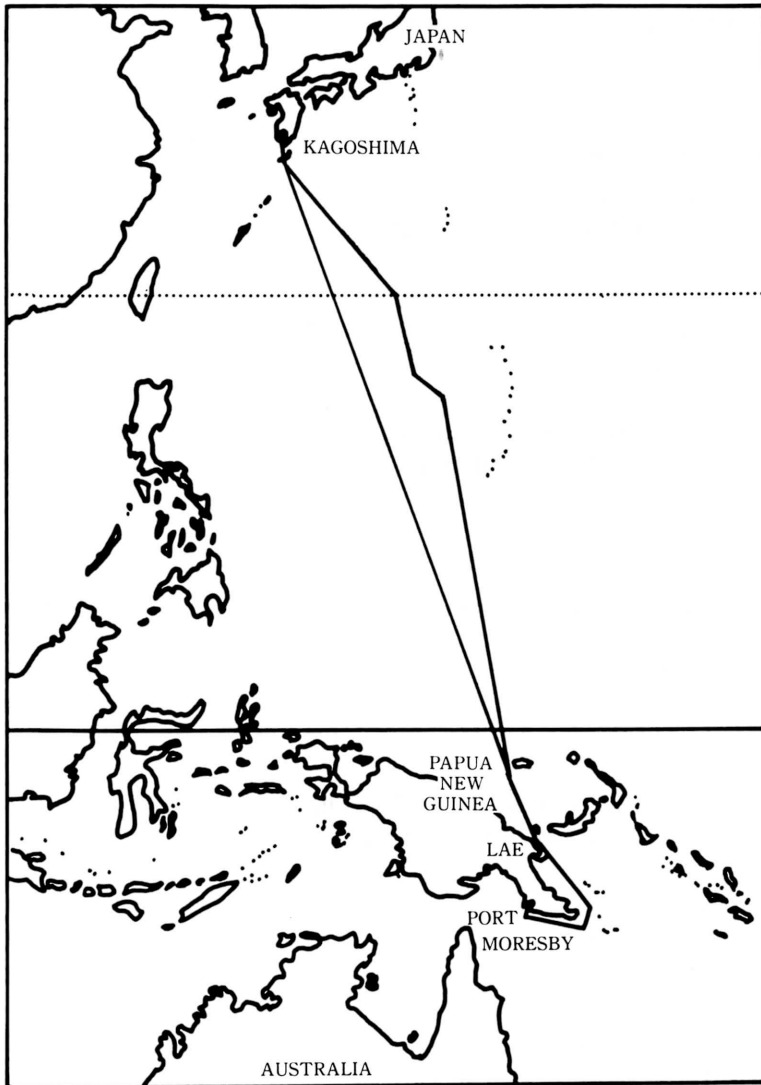 JAPAN
KAGOSHIMA
PAPUA
NEW
GUINEA
LAE
PORT
MORESBY
AUSTRALIA